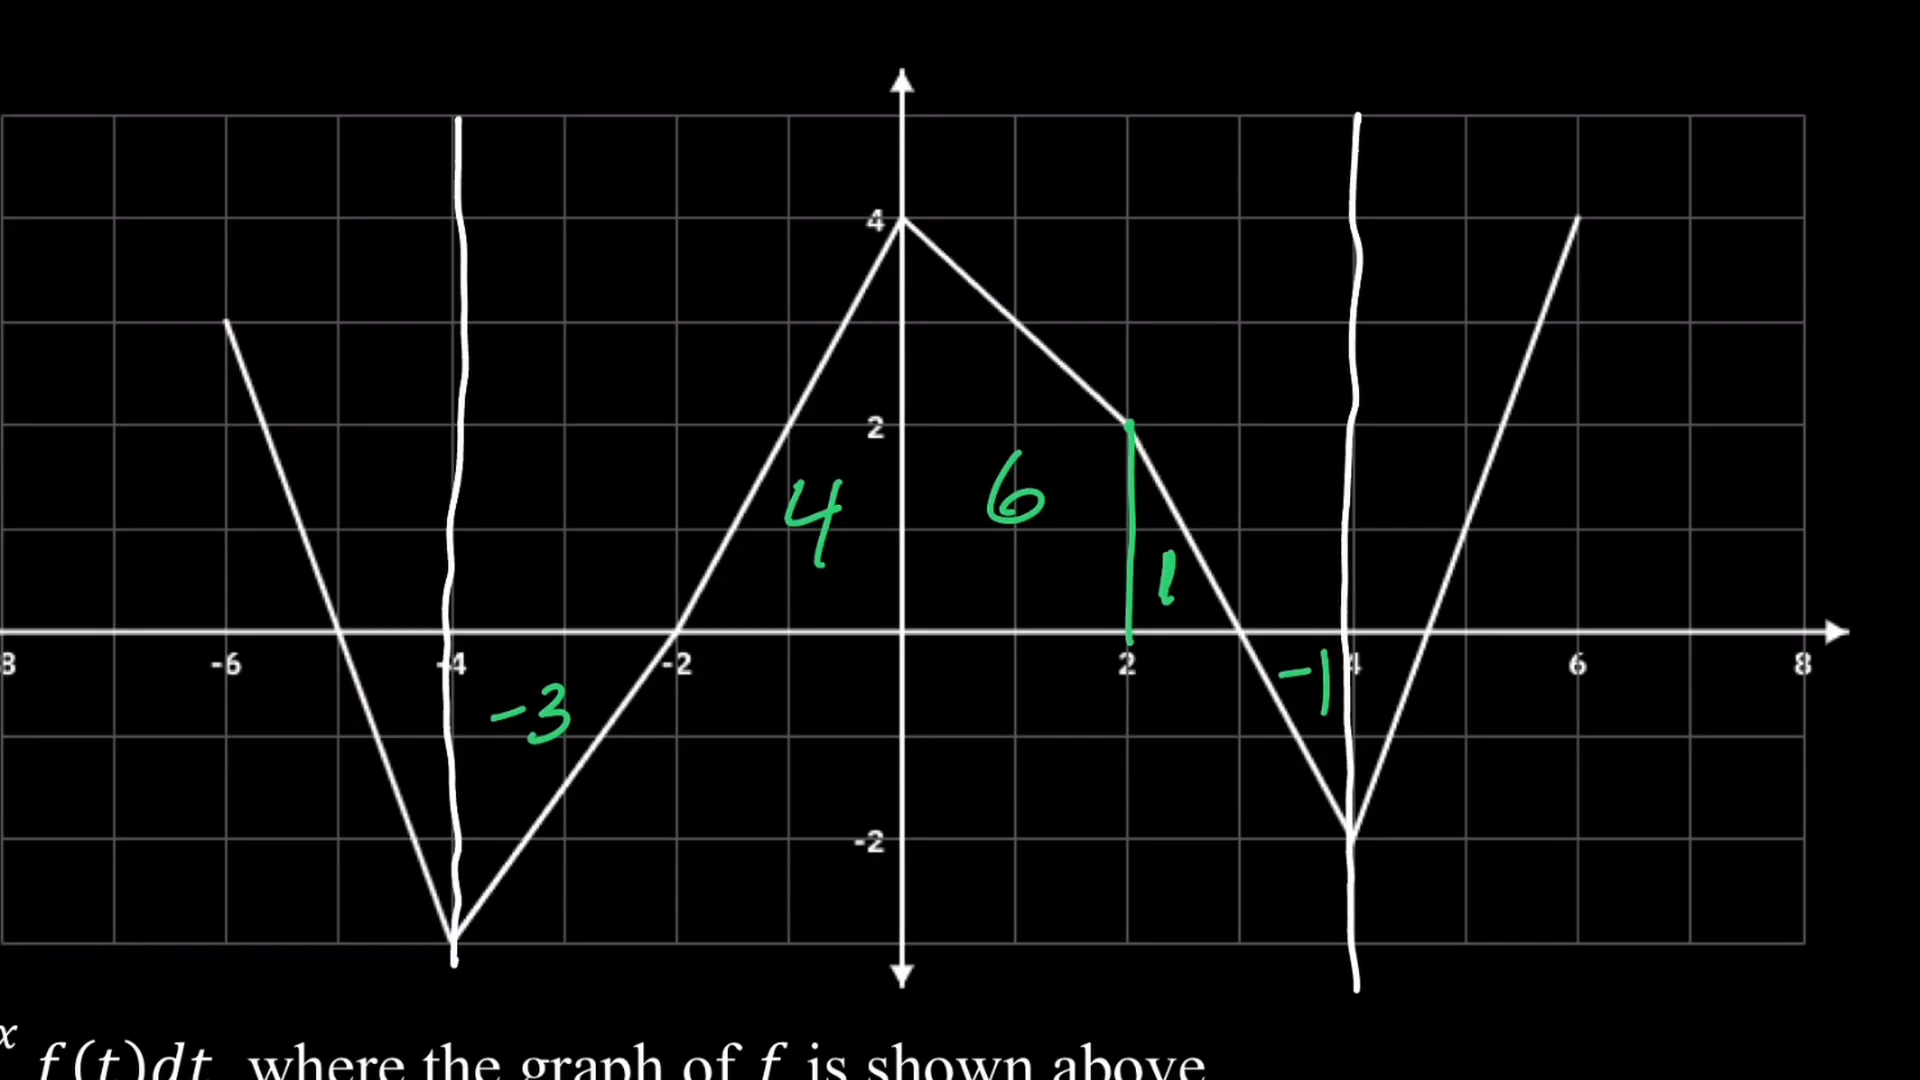 4
2
4 6
1
8 -6 -4 -2 2 4 6 8
-3 -1
-2
x
f(t)dt where the graph of f is shown above